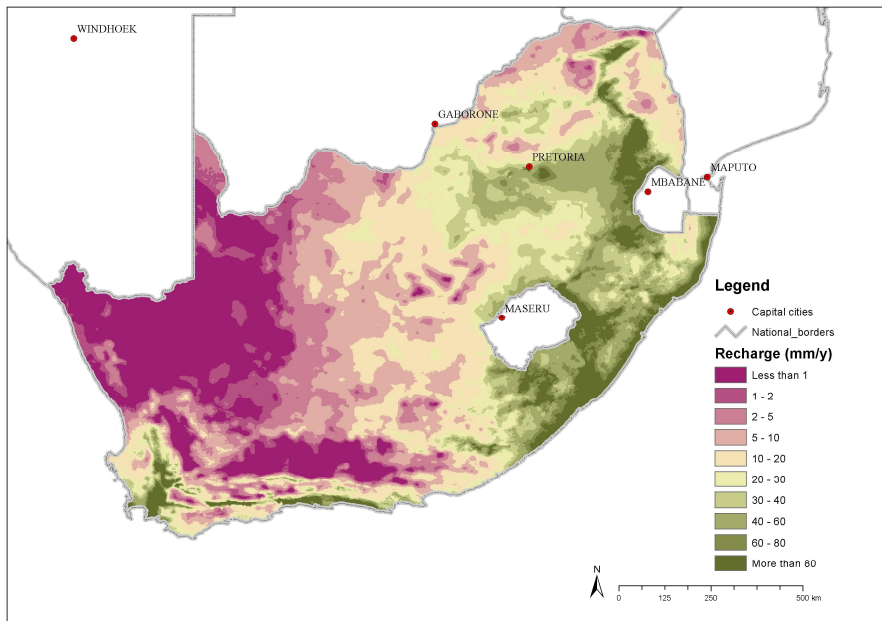 WINDHOEK
GABORONE
PRETORIA
MAPUTO
MBABANE
MASERU
Legend
Capital cities
National_borders
Recharge (mm/y)
Less than 1
1 - 2
2 - 5
5 - 10
10 - 20
20 - 30
30 - 40
40 - 60
60 - 80
More than 80
N
0 125 250 500 km